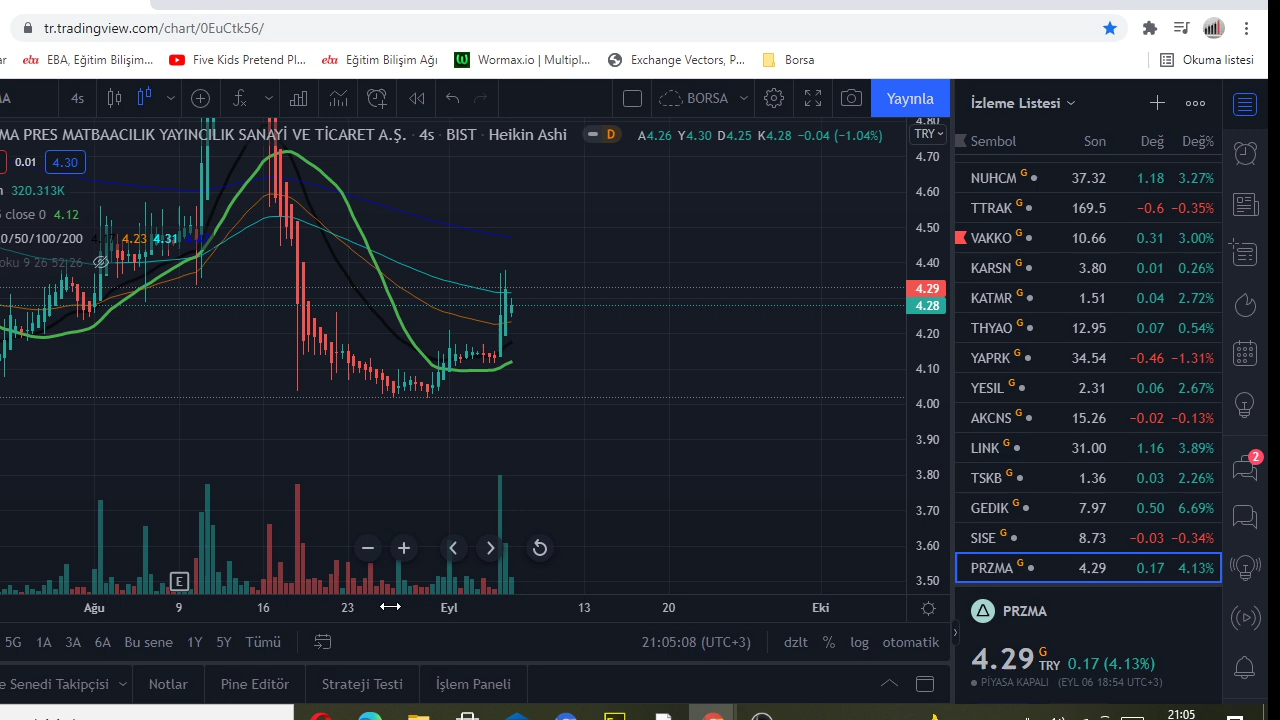 tr.tradingview.com/chart/0EuCtk56/
ar
EBA, Eğitim Bilişim...
Five Kids Pretend Pl...
Eğitim Bilişim Ağı
Wormax.io | Multipl...
Exchange Vectors, P...
Borsa
Okuma listesi
MA
4s
BORSA
Yayınla
İzleme Listesi
MA PRES MATBAACILIK YAYINCILIK SANAYİ VE TİCARET A.Ş. · 4s · BIST · Heikin Ashi
D
A4.26 Y4.30 D4.25 K4.28 −0.04 (−1.04%)
TRY
0.01 4.30
320.313K
5 close 0 4.12
0/50/100/200 4.23 4.31
oku 9 26 52 26
4.80
4.70
4.60
4.50
4.40
4.29
4.28
4.20
4.10
4.00
3.90
3.80
3.70
3.60
3.50
E
Ağu 9 16 23 Eyl 13 20 Eki
Sembol Son Değ Değ%
NUHCM G 37.32 1.18 3.27%
TTRAK G 169.5 −0.6 −0.35%
VAKKO G 10.66 0.31 3.00%
KARSN G 3.80 0.01 0.26%
KATMR G 1.51 0.04 2.72%
THYAO G 12.95 0.07 0.54%
YAPRK G 34.54 −0.46 −1.31%
YESIL G 2.31 0.06 2.67%
AKCNS G 15.26 −0.02 −0.13%
LINK G 31.00 1.16 3.89%
TSKB G 1.36 0.03 2.26%
GEDIK G 7.97 0.50 6.69%
SISE G 8.73 −0.03 −0.34%
PRZMA G 4.29 0.17 4.13%
2
PRZMA
4.29 G TRY 0.17 (4.13%)
PİYASA KAPALI (EYL 06 18:54 UTC+3)
5G 1A 3A 6A Bu sene 1Y 5Y Tümü
21:05:08 (UTC+3) dzlt % log otomatik
e Senedi Takipçisi Notlar Pine Editör Strateji Testi İşlem Paneli
21:05